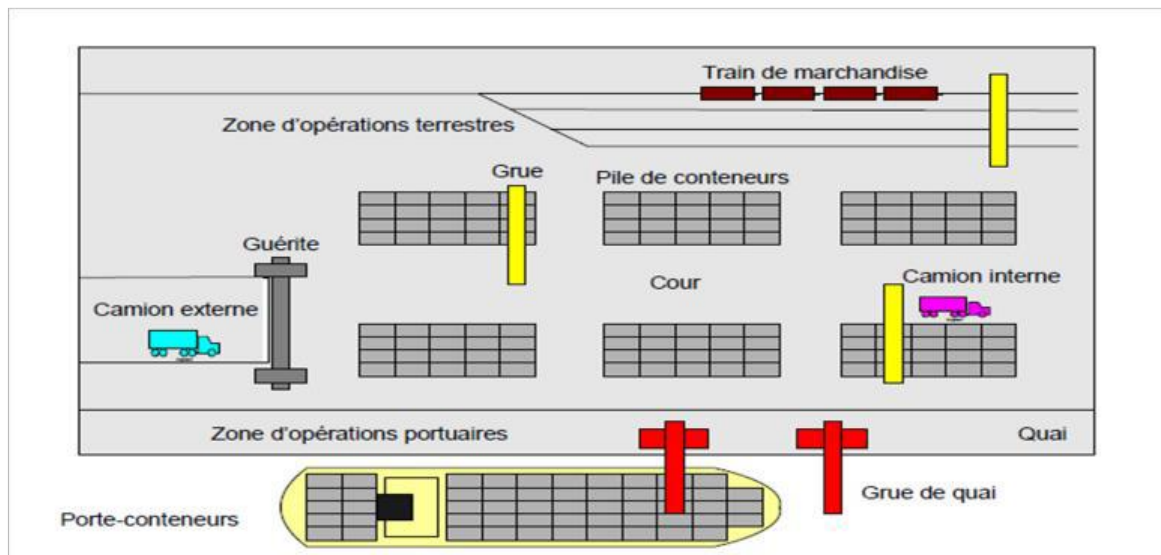 Train de marchandise
Zone d'opérations terrestres
Grue
Pile de conteneurs
Guérite
Cour
Camion interne
Camion externe
Zone d'opérations portuaires
Quai
Grue de quai
Porte-conteneurs